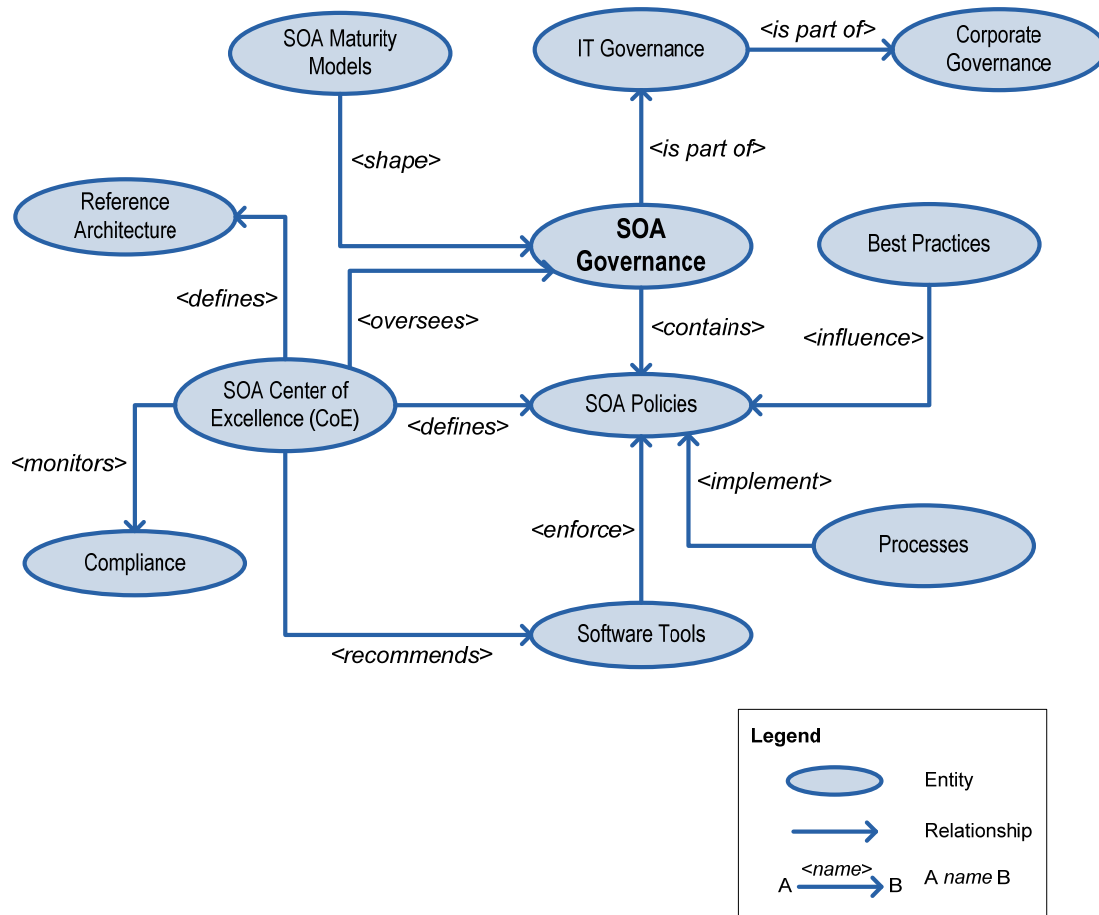 SOA Maturity
Models
IT Governance
<is part of>
Corporate
Governance
<shape>
<is part of>
Reference
Architecture
SOA
Governance
Best Practices
<defines>
<oversees>
<contains>
<influence>
SOA Center of
Excellence (CoE)
<defines>
SOA Policies
<monitors>
<implement>
<enforce>
Compliance
Processes
Software Tools
<recommends>
Legend
Entity
Relationship
<name>
A
B
A name B